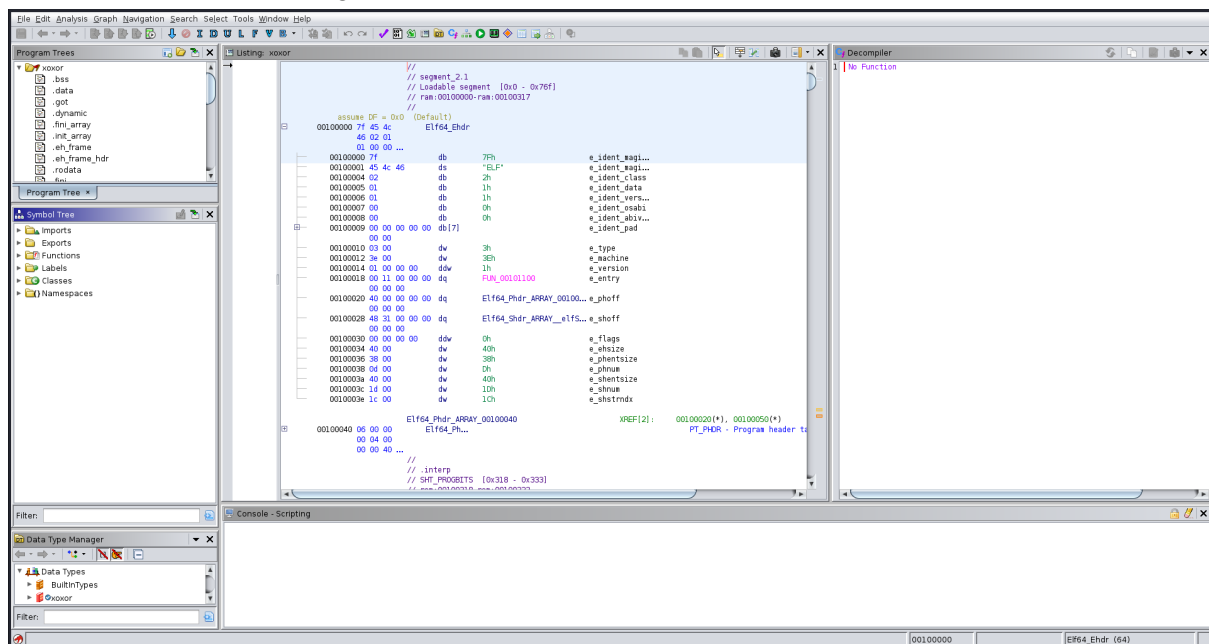 File Edit Analysis Graph Navigation Search Select Tools Window Help
I D U L F V B
Program Trees
xoxor
.bss
.data
.got
.dynamic
.fini_array
.init_array
.eh_frame
.eh_frame_hdr
.rodata
.fini
Program Tree ×
Symbol Tree
Imports
Exports
Functions
Labels
Classes
Namespaces
Filter:
Data Type Manager
Data Types
BuiltInTypes
xoxor
Filter:
Listing: xoxor
//
// segment_2.1
// Loadable segment [0x0 - 0x76f]
// ram:00100000-ram:00100317
//
assume DF = 0x0 (Default)
00100000 7f 45 4c Elf64_Ehdr
46 02 01
01 00 00 ...
00100000 7f db 7Fh e_ident_magi...
00100001 45 4c 46 ds "ELF" e_ident_magi...
00100004 02 db 2h e_ident_class
00100005 01 db 1h e_ident_data
00100006 01 db 1h e_ident_vers...
00100007 00 db 0h e_ident_osabi
00100008 00 db 0h e_ident_abiv...
00100009 00 00 00 00 00 db[7] e_ident_pad
00 00
00100010 03 00 dw 3h e_type
00100012 3e 00 dw 3Eh e_machine
00100014 01 00 00 00 ddw 1h e_version
00100018 00 11 00 00 00 dq FUN_00101100 e_entry
00 00 00
00100020 40 00 00 00 00 dq Elf64_Phdr_ARRAY_00100... e_phoff
00 00 00
00100028 48 31 00 00 00 dq Elf64_Shdr_ARRAY__elfS... e_shoff
00 00 00
00100030 00 00 00 00 ddw 0h e_flags
00100034 40 00 dw 40h e_ehsize
00100036 38 00 dw 38h e_phentsize
00100038 0d 00 dw Dh e_phnum
0010003a 40 00 dw 40h e_shentsize
0010003c 1d 00 dw 1Dh e_shnum
0010003e 1c 00 dw 1Ch e_shstrndx
Elf64_Phdr_ARRAY_00100040 XREF[2]: 00100020(*), 00100050(*)
00100040 06 00 00 Elf64_Ph... PT_PHDR - Program header ta
00 04 00
00 00 40 ...
//
// .interp
// SHT_PROGBITS [0x318 - 0x333]
// ram:00100318-ram:00100333
Decompiler
1 No Function
Console - Scripting
00100000
Elf64_Ehdr (64)